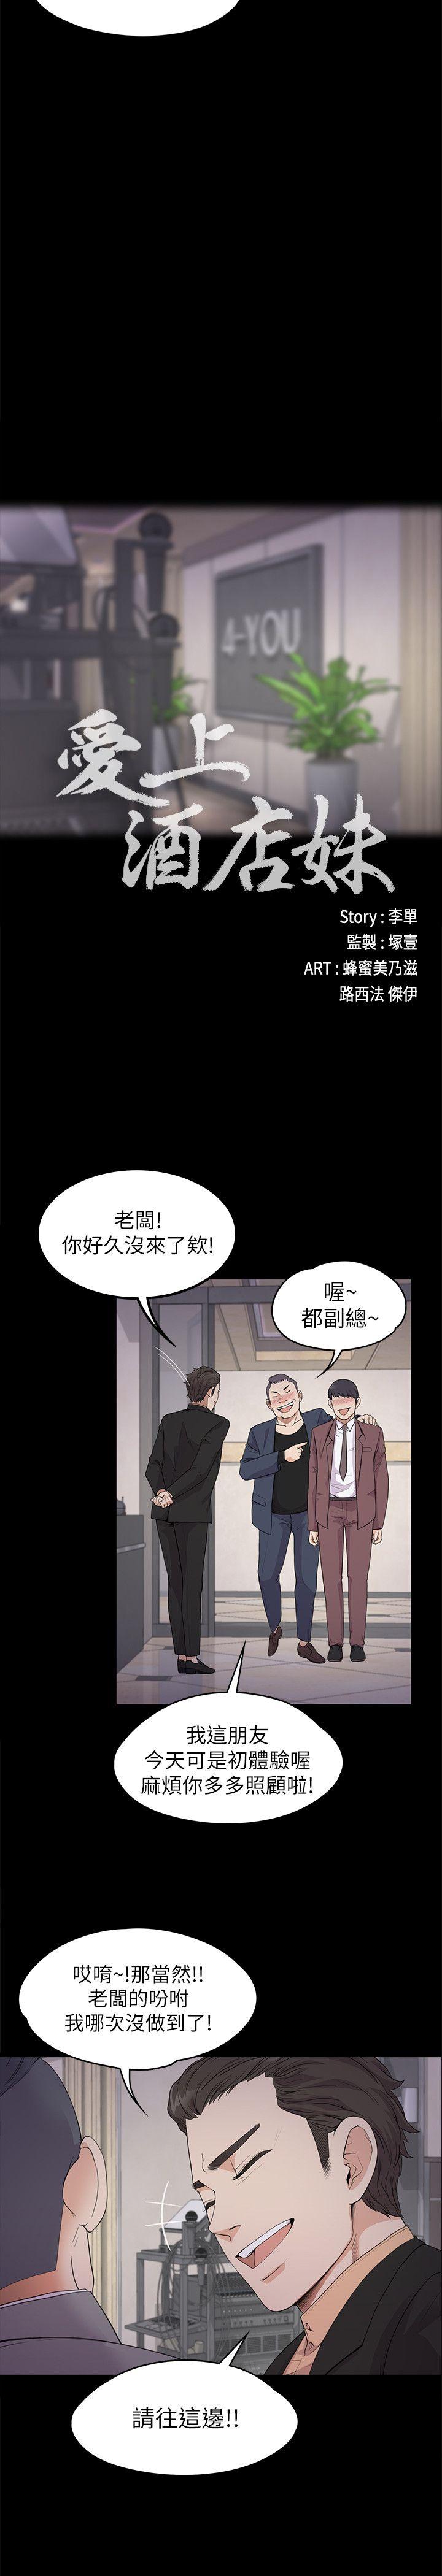 4-YOU
愛上
酒店妹
Story : 李單
監製 : 塚壹
ART : 蜂蜜美乃滋
路西法 傑伊
老闆!
你好久沒來了欸!
喔~
都副總~
我這朋友
今天可是初體驗喔
麻煩你多多照顧啦!
哎唷~!那當然!!
老闆的吩咐
我哪次沒做到了!
請往這邊!!